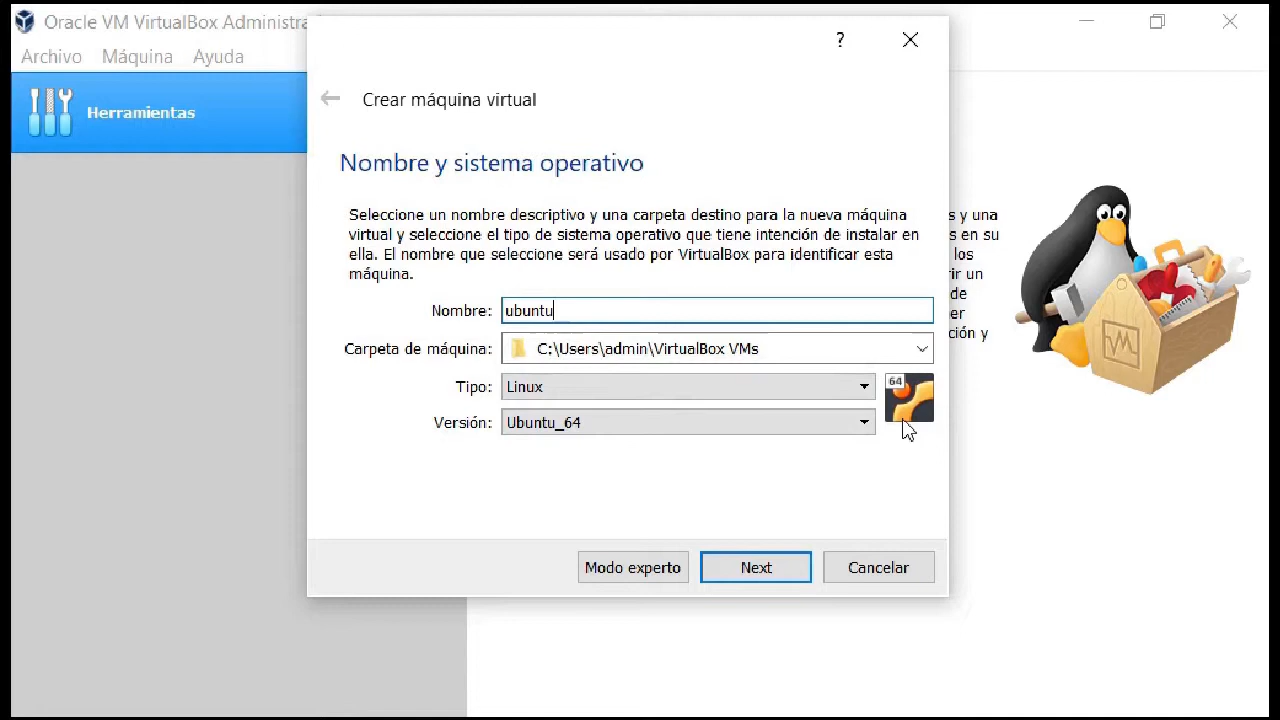 Oracle VM VirtualBox Administra
Archivo Máquina Ayuda
Herramientas
?
Crear máquina virtual
Nombre y sistema operativo
Seleccione un nombre descriptivo y una carpeta destino para la nueva máquina
virtual y seleccione el tipo de sistema operativo que tiene intención de instalar en
ella. El nombre que seleccione será usado por VirtualBox para identificar esta
máquina.
Nombre: ubuntu
Carpeta de máquina: C:\Users\admin\VirtualBox VMs
Tipo: Linux
64
Versión: Ubuntu_64
Modo experto Next Cancelar
s y una
s en su
los
rir un
de
er
ción y